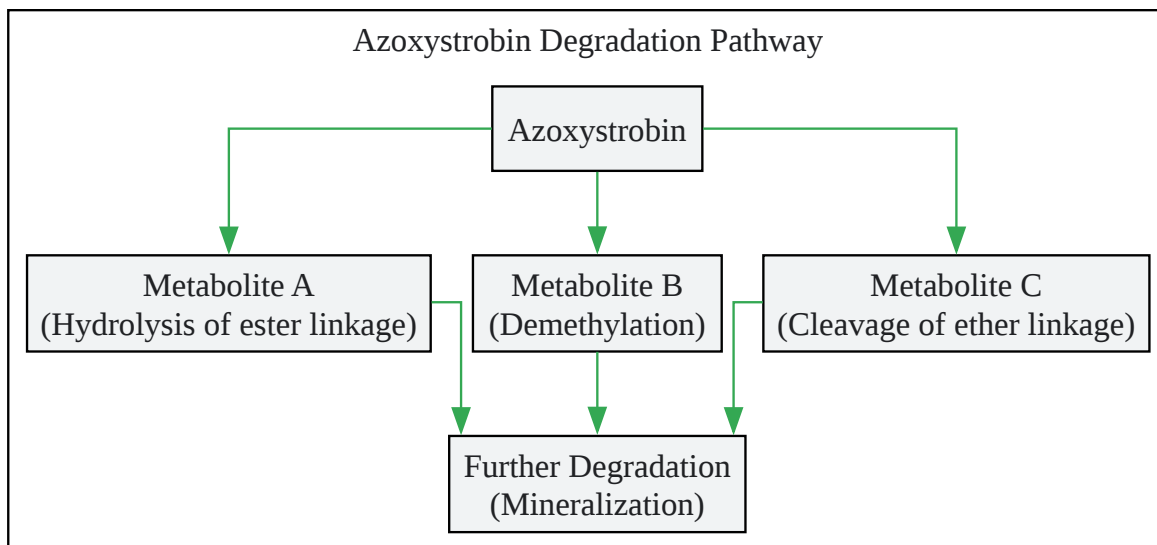 Azoxystrobin Degradation Pathway
Azoxystrobin
Metabolite A
(Hydrolysis of ester linkage)
Metabolite B
(Demethylation)
Metabolite C
(Cleavage of ether linkage)
Further Degradation
(Mineralization)